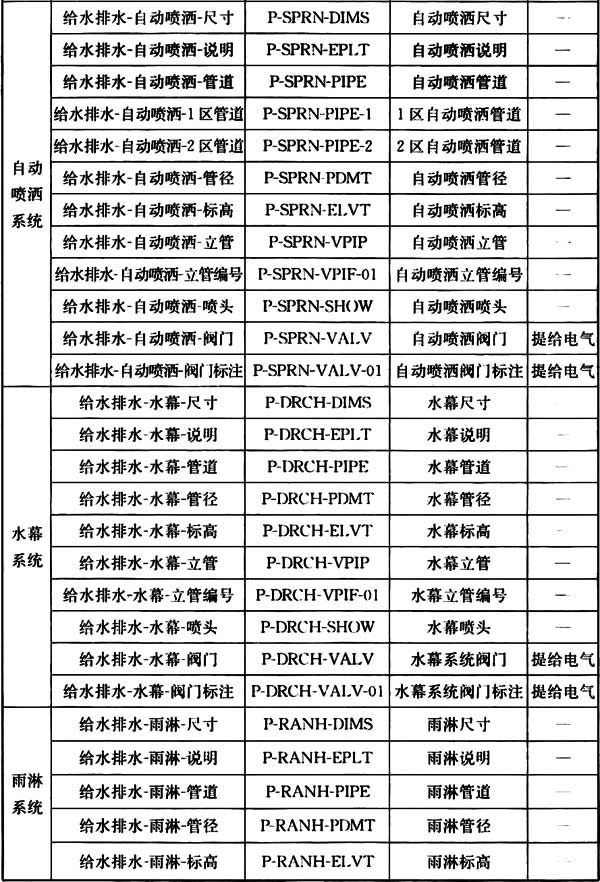 自动喷洒系统
给水排水-自动喷洒-尺寸 P-SPRN-DIMS 自动喷洒尺寸 —
给水排水-自动喷洒-说明 P-SPRN-EPLT 自动喷洒说明 —
给水排水-自动喷洒-管道 P-SPRN-PIPE 自动喷洒管道 —
给水排水-自动喷洒-1区管道 P-SPRN-PIPE-1 1区自动喷洒管道 —
给水排水-自动喷洒-2区管道 P-SPRN-PIPE-2 2区自动喷洒管道 —
给水排水-自动喷洒-管径 P-SPRN-PDMT 自动喷洒管径 —
给水排水-自动喷洒-标高 P-SPRN-ELVT 自动喷洒标高 —
给水排水-自动喷洒-立管 P-SPRN-VPIP 自动喷洒立管 —
给水排水-自动喷洒-立管编号 P-SPRN-VPIF-01 自动喷洒立管编号 —
给水排水-自动喷洒-喷头 P-SPRN-SHOW 自动喷洒喷头 —
给水排水-自动喷洒-阀门 P-SPRN-VALV 自动喷洒阀门 提给电气
给水排水-自动喷洒-阀门标注 P-SPRN-VALV-01 自动喷洒阀门标注 提给电气
水幕系统
给水排水-水幕-尺寸 P-DRCH-DIMS 水幕尺寸 —
给水排水-水幕-说明 P-DRCH-EPLT 水幕说明 —
给水排水-水幕-管道 P-DRCH-PIPE 水幕管道 —
给水排水-水幕-管径 P-DRCH-PDMT 水幕管径 —
给水排水-水幕-标高 P-DRCH-ELVT 水幕标高 —
给水排水-水幕-立管 P-DRCH-VPIP 水幕立管 —
给水排水-水幕-立管编号 P-DRCH-VPIF-01 水幕立管编号 —
给水排水-水幕-喷头 P-DRCH-SHOW 水幕喷头 —
给水排水-水幕-阀门 P-DRCH-VALV 水幕系统阀门 提给电气
给水排水-水幕-阀门标注 P-DRCH-VALV-01 水幕系统阀门标注 提给电气
雨淋系统
给水排水-雨淋-尺寸 P-RANH-DIMS 雨淋尺寸 —
给水排水-雨淋-说明 P-RANH-EPLT 雨淋说明 —
给水排水-雨淋-管道 P-RANH-PIPE 雨淋管道 —
给水排水-雨淋-管径 P-RANH-PDMT 雨淋管径 —
给水排水-雨淋-标高 P-RANH-ELVT 雨淋标高 —